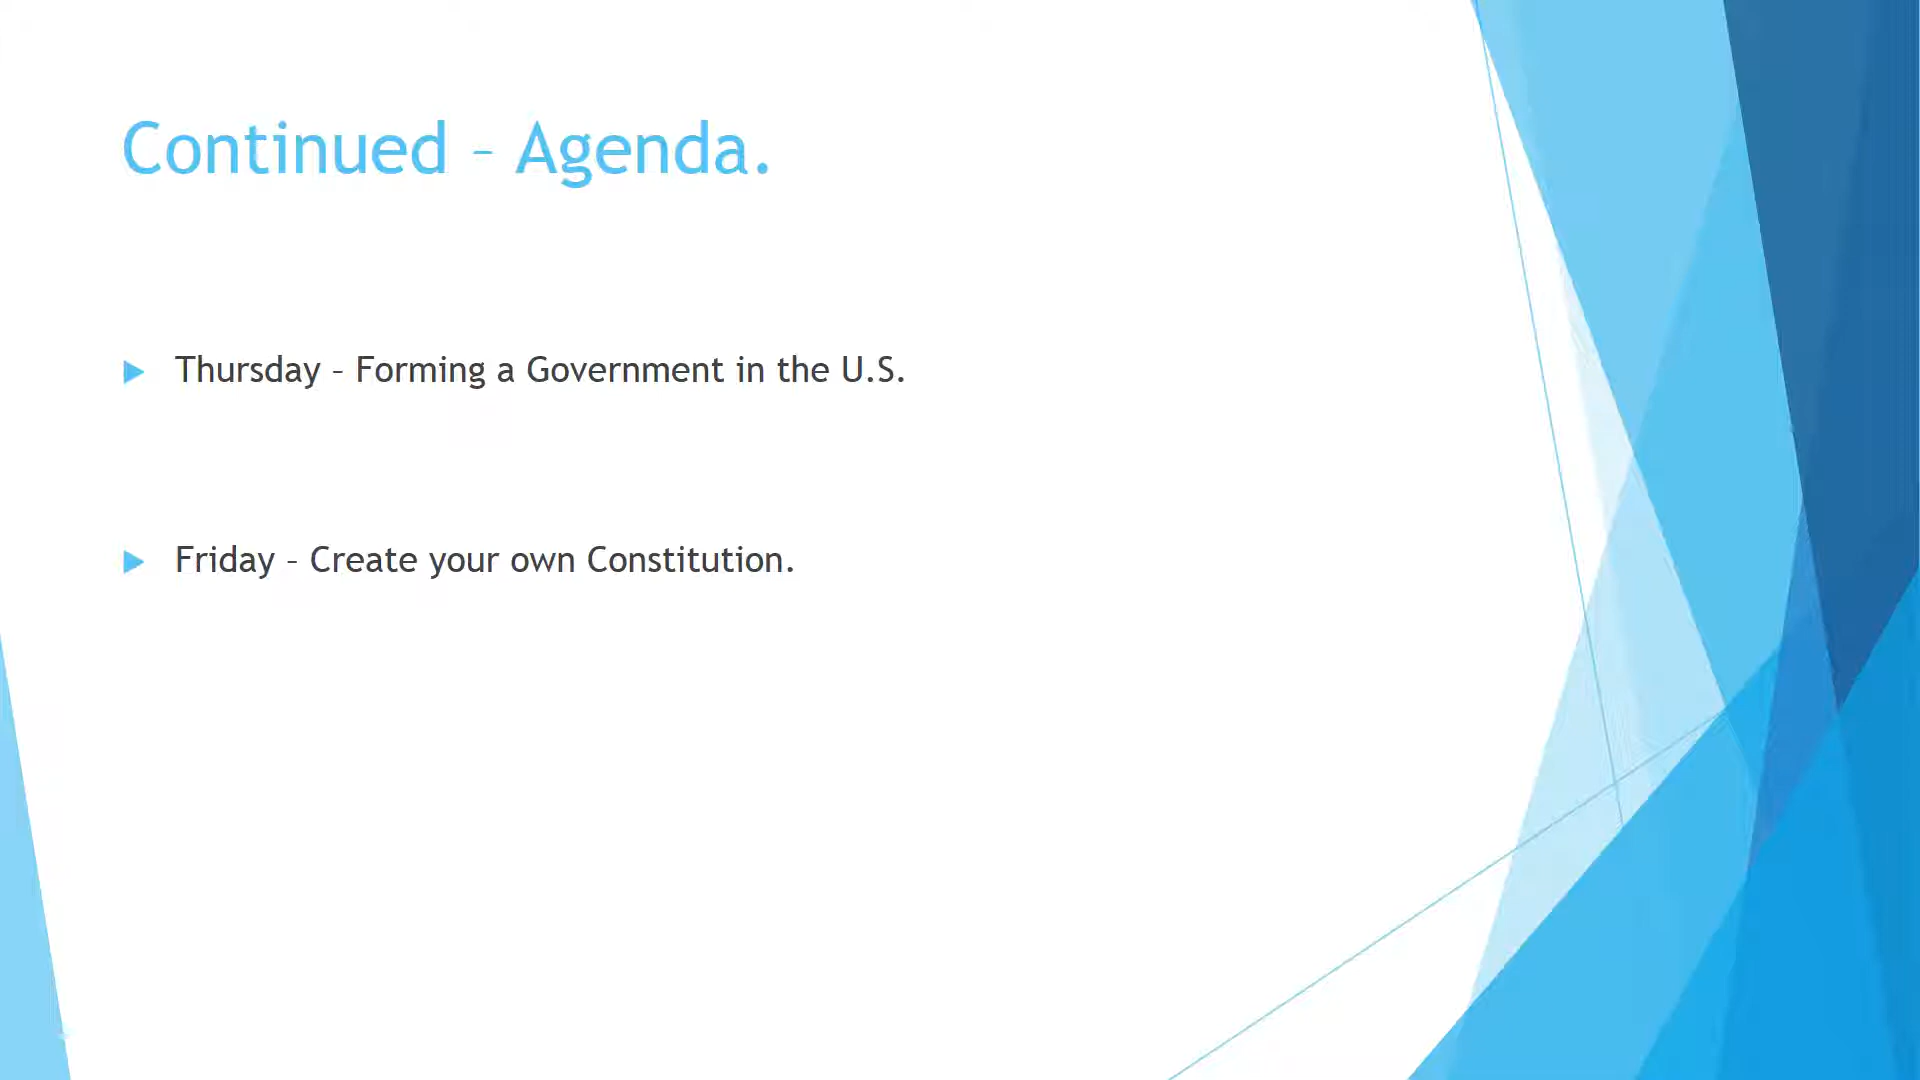 Continued – Agenda.
Thursday – Forming a Government in the U.S.
Friday – Create your own Constitution.